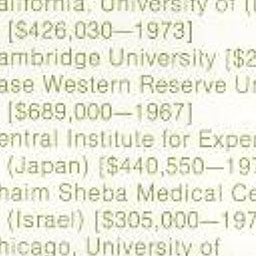 alifornia, University of (
[$426,030—1973]
ambridge University [$2
ase Western Reserve U
[$689,000—1967]
entral Institute for Exper
(Japan) [$440,550—197
haim Sheba Medical Ce
(Israel) [$305,000—197
hicago, University of